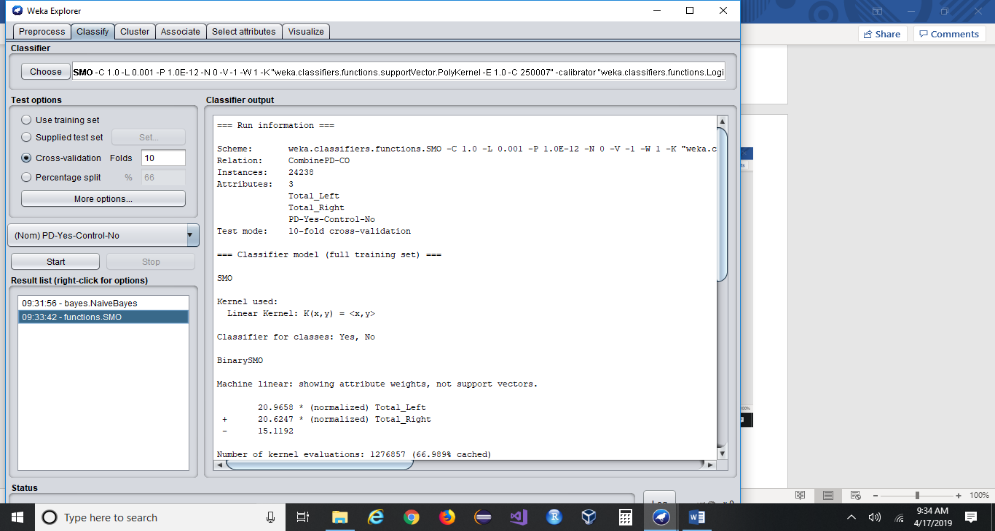 Weka Explorer
Preprocess Classify Cluster Associate Select attributes Visualize
Classifier
Choose SMO -C 1.0 -L 0.001 -P 1.0E-12 -N 0 -V -1 -W 1 -K "weka.classifiers.functions.supportVector.PolyKernel -E 1.0 -C 250007" -calibrator "weka.classifiers.functions.Logi
Test options
Use training set
Supplied test set Set...
Cross-validation Folds 10
Percentage split % 66
More options...
(Nom) PD-Yes-Control-No
Start Stop
Result list (right-click for options)
09:31:56 - bayes.NaiveBayes
09:33:42 - functions.SMO
Classifier output
=== Run information ===
Scheme: weka.classifiers.functions.SMO -C 1.0 -L 0.001 -P 1.0E-12 -N 0 -V -1 -W 1 -K "weka.c
Relation: CombinePD-CO
Instances: 24238
Attributes: 3
Total_Left
Total_Right
PD-Yes-Control-No
Test mode: 10-fold cross-validation
=== Classifier model (full training set) ===
SMO
Kernel used:
Linear Kernel: K(x,y) = <x,y>
Classifier for classes: Yes, No
BinarySMO
Machine linear: showing attribute weights, not support vectors.
20.9658 * (normalized) Total_Left
+ 20.6247 * (normalized) Total_Right
- 15.1192
Number of kernel evaluations: 1276857 (66.989% cached)
Status
Share Comments
100%
Type here to search
9:34 AM
4/17/2019